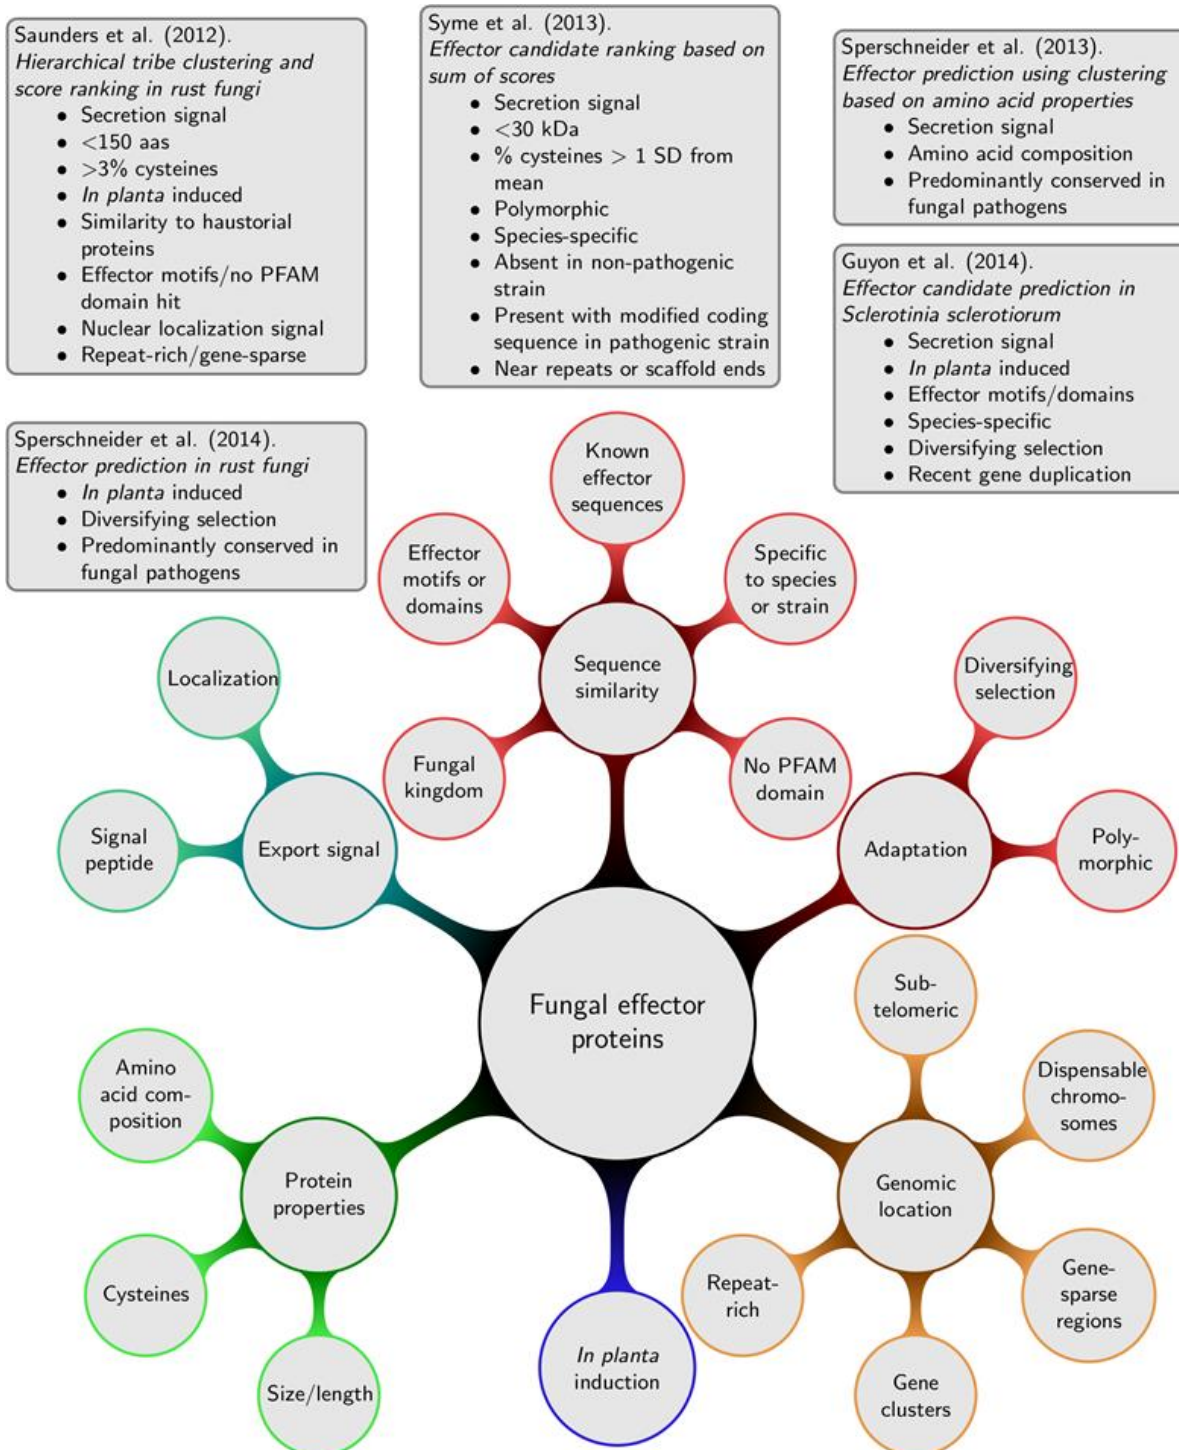 Saunders et al. (2012).
Hierarchical tribe clustering and
score ranking in rust fungi
• Secretion signal
• <150 aas
• >3% cysteines
• In planta induced
• Similarity to haustorial
proteins
• Effector motifs/no PFAM
domain hit
• Nuclear localization signal
• Repeat-rich/gene-sparse
Syme et al. (2013).
Effector candidate ranking based on
sum of scores
• Secretion signal
• <30 kDa
• % cysteines > 1 SD from
mean
• Polymorphic
• Species-specific
• Absent in non-pathogenic
strain
• Present with modified coding
sequence in pathogenic strain
• Near repeats or scaffold ends
Sperschneider et al. (2013).
Effector prediction using clustering
based on amino acid properties
• Secretion signal
• Amino acid composition
• Predominantly conserved in
fungal pathogens
Guyon et al. (2014).
Effector candidate prediction in
Sclerotinia sclerotiorum
• Secretion signal
• In planta induced
• Effector motifs/domains
• Species-specific
• Diversifying selection
• Recent gene duplication
Sperschneider et al. (2014).
Effector prediction in rust fungi
• In planta induced
• Diversifying selection
• Predominantly conserved in
fungal pathogens
Known
effector
sequences
Effector
motifs or
domains
Specific
to species
or strain
Sequence
similarity
Fungal
kingdom
No PFAM
domain
Localization
Signal
peptide
Export signal
Diversifying
selection
Adaptation
Poly-
morphic
Fungal effector
proteins
Sub-
telomeric
Dispensable
chromo-
somes
Genomic
location
Gene-
sparse
regions
Repeat-
rich
Gene
clusters
Amino
acid com-
position
Protein
properties
Cysteines
Size/length
In planta
induction